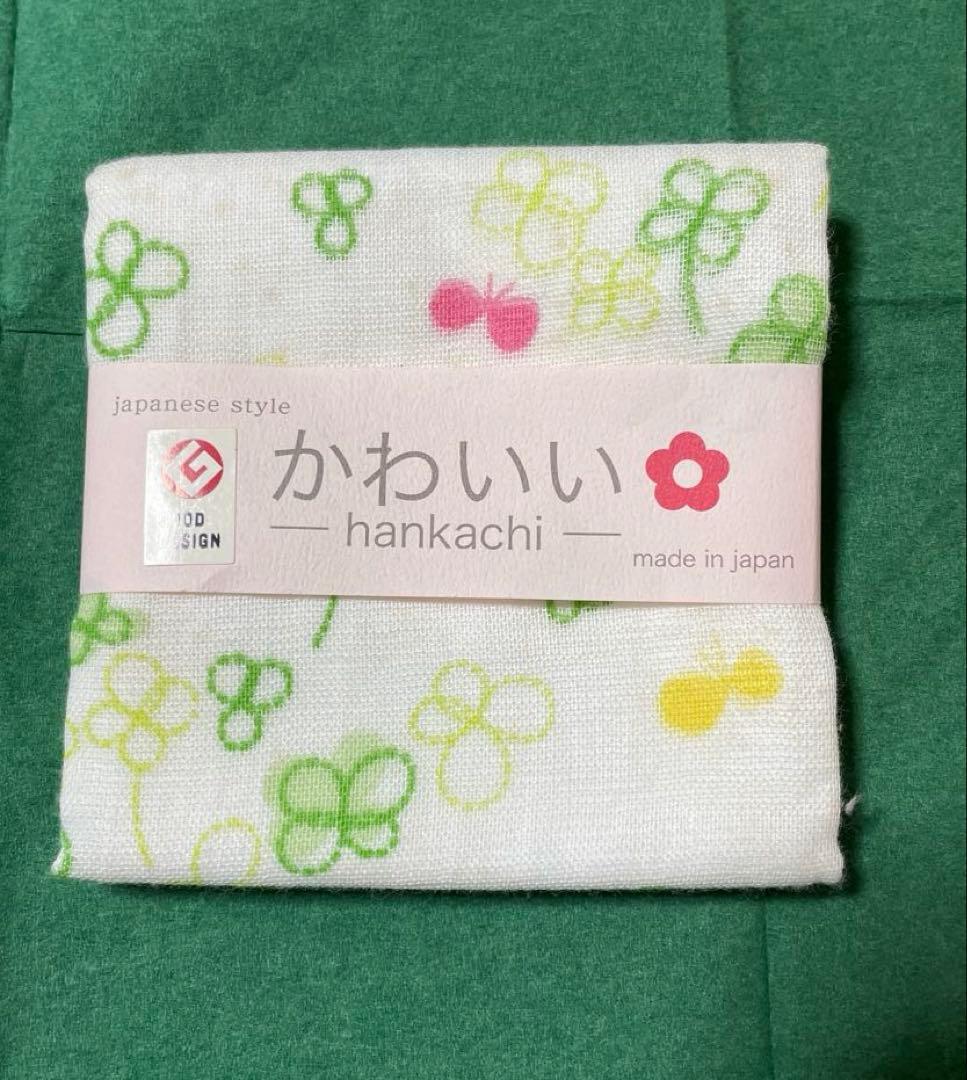 japanese style
かわいい
hankachi
made in japan